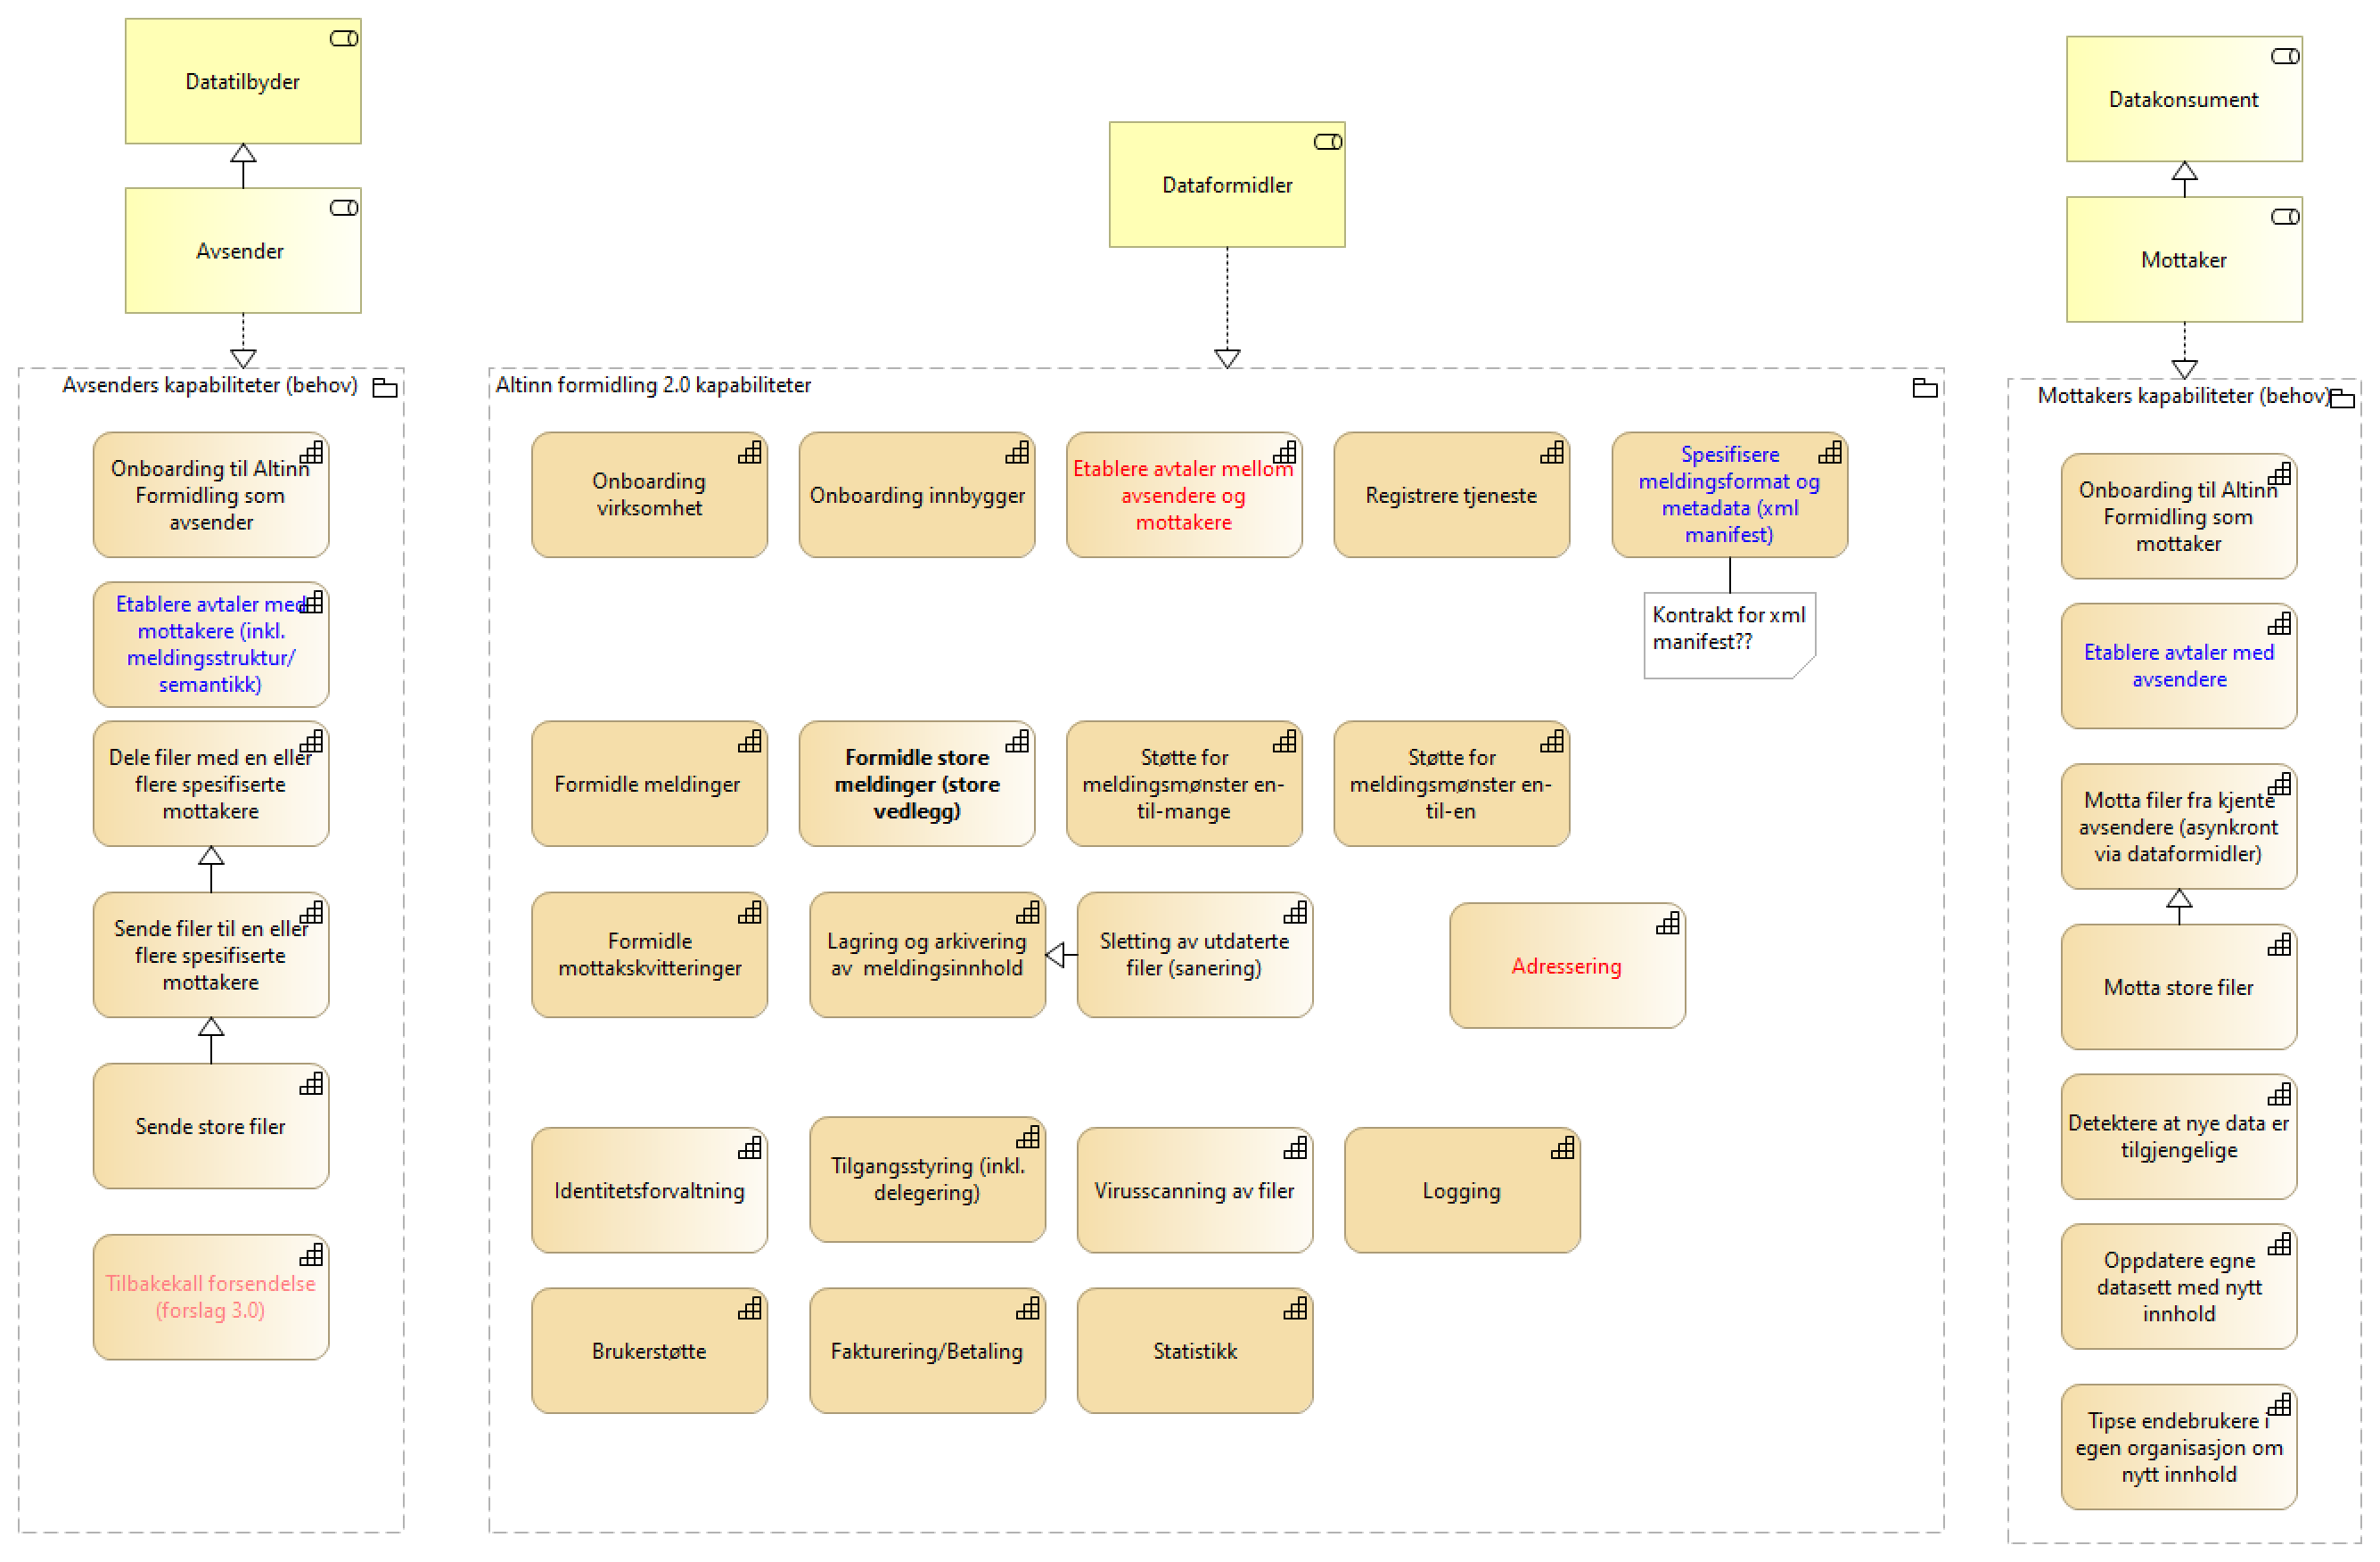 Datatilbyder
Avsender
Avsenders kapabiliteter (behov)
Onboarding til Altinn
Formidling som
avsender
Etablere avtaler med
mottakere (inkl.
meldingsstruktur/
semantikk)
Dele filer med en eller
flere spesifiserte
mottakere
Sende filer til en eller
flere spesifiserte
mottakere
Sende store filer
Tilbakekall forsendelse
(forslag 3.0)
Dataformidler
Altinn formidling 2.0 kapabiliteter
Onboarding
virksomhet
Onboarding innbygger
Etablere avtaler mellom
avsendere og
mottakere
Registrere tjeneste
Spesifisere
meldingsformat og
metadata (xml
manifest)
Kontrakt for xml
manifest??
Formidle meldinger
Formidle store
meldinger (store
vedlegg)
Støtte for
meldingsmønster en-
til-mange
Støtte for
meldingsmønster en-
til-en
Formidle
mottakskvitteringer
Lagring og arkivering
av meldingsinnhold
Sletting av utdaterte
filer (sanering)
Adressering
Identitetsforvaltning
Tilgangsstyring (inkl.
delegering)
Virusscanning av filer
Logging
Brukerstøtte
Fakturering/Betaling
Statistikk
Datakonsument
Mottaker
Mottakers kapabiliteter (behov)
Onboarding til Altinn
Formidling som
mottaker
Etablere avtaler med
avsendere
Motta filer fra kjente
avsendere (asynkront
via dataformidler)
Motta store filer
Detektere at nye data er
tilgjengelige
Oppdatere egne
datasett med nytt
innhold
Tipse endebrukere i
egen organisasjon om
nytt innhold